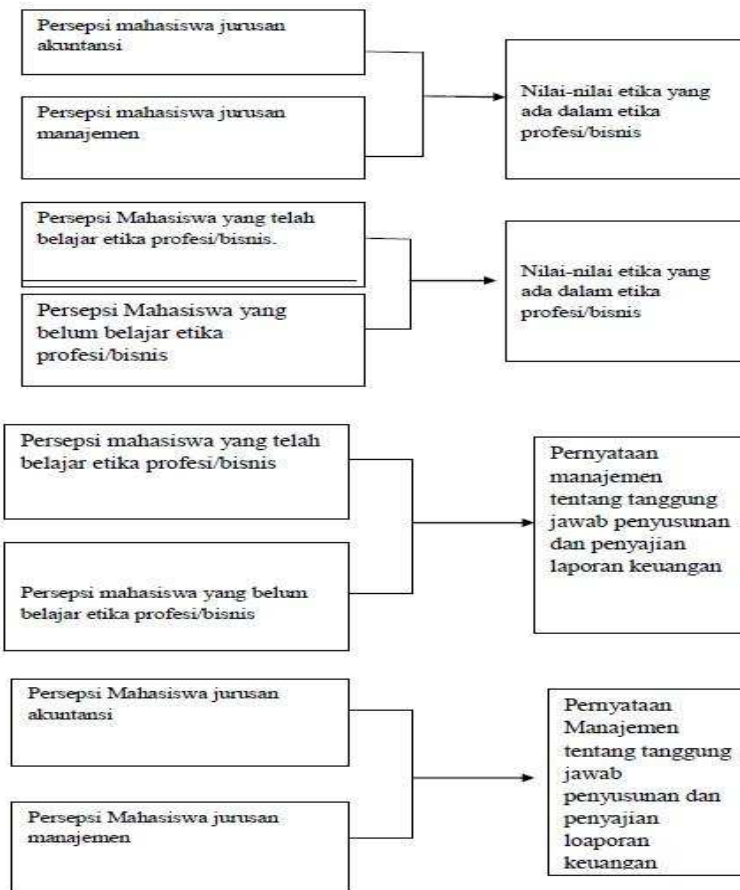 Persepsi mahasiswa jurusan
akuntansi
Persepsi mahasiswa jurusan
manajemen
Nilai-nilai etika yang
ada dalam etika
profesi/bisnis
Persepsi Mahasiswa yang telah
belajar etika profesi/bisnis.
Persepsi Mahasiswa yang
belum belajar etika
profesi/bisnis
Nilai-nilai etika yang
ada dalam etika
profesi/bisnis
Persepsi mahasiswa yang telah
belajar etika profesi/bisnis
Persepsi mahasiswa yang belum
belajar etika profesi/bisnis
Pernyataan
manajemen
tentang tanggung
jawab penyusunan
dan penyajian
laporan keuangan
Persepsi Mahasiswa jurusan
akuntansi
Persepsi Mahasiswa jurusan
manajemen
Pernyataan
Manajemen
tentang tanggung
jawab
penyusunan dan
penyajian
loaporan
keuangan